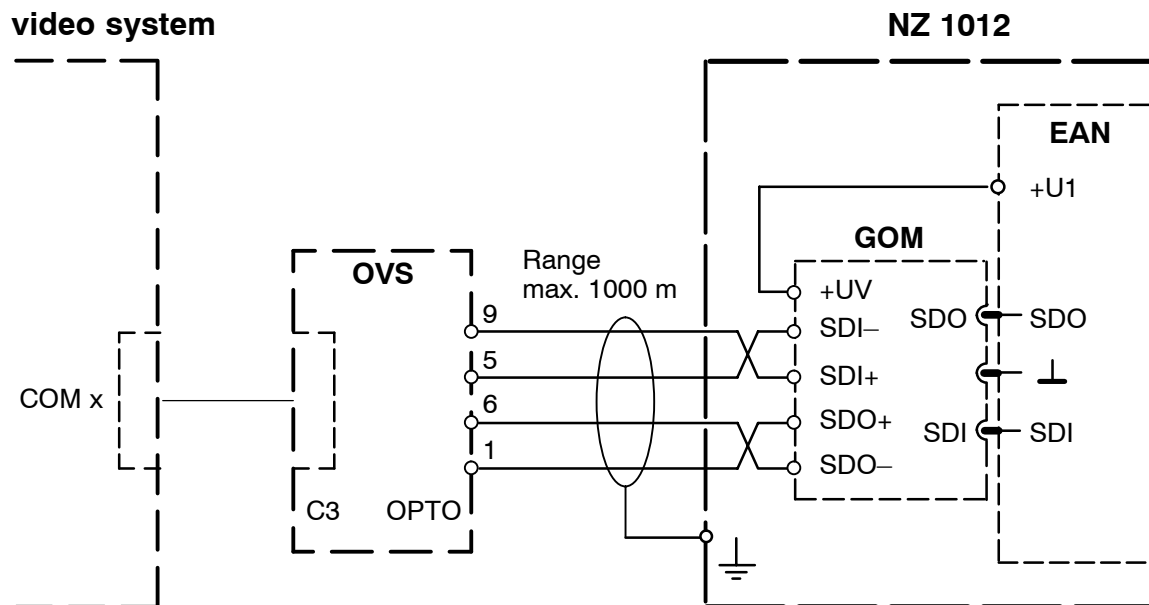 video system
NZ 1012
EAN
+U1
GOM
OVS
Range
max. 1000 m
+UV
9
SDI–
SDO
SDO
5
SDI+
COM x
6
SDO+
SDI
SDI
1
SDO–
C3
OPTO